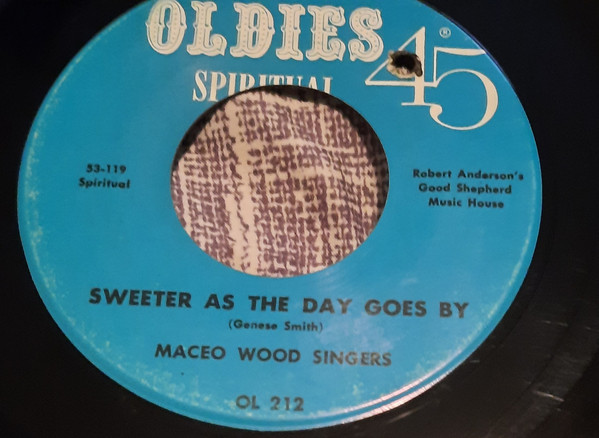 OLDIES
SPIRITUAL
45
®
53-119
Spiritual
Robert Anderson's
Good Shepherd
Music House
SWEETER AS THE DAY GOES BY
(Genese Smith)
MACEO WOOD SINGERS
OL 212